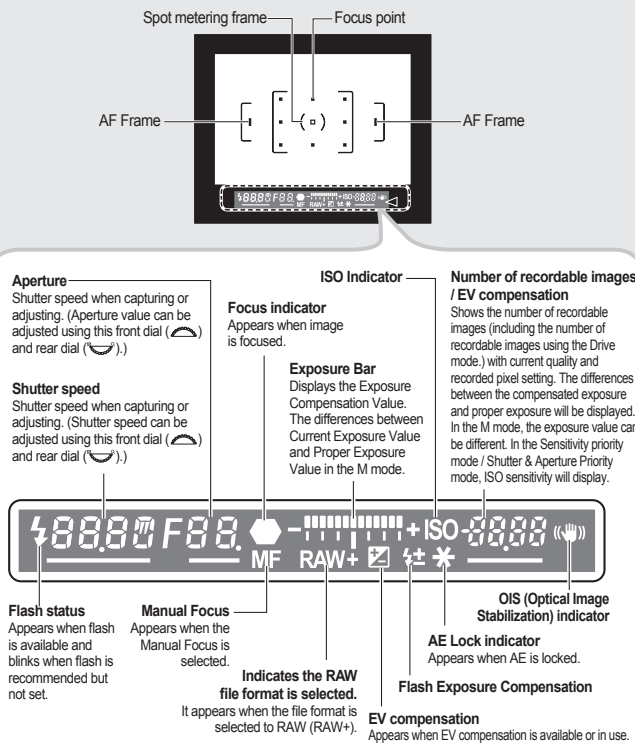 Spot metering frame
Focus point
AF Frame
AF Frame
Aperture
Shutter speed when capturing or
adjusting. (Aperture value can be
adjusted using this front dial ( )
and rear dial ( ).)
Shutter speed
Shutter speed when capturing or
adjusting. (Shutter speed can be
adjusted using this front dial ( )
and rear dial ( ).)
Focus indicator
Appears when image
is focused.
ISO Indicator
Exposure Bar
Displays the Exposure
Compensation Value.
The differences between
Current Exposure Value
and Proper Exposure
Value in the M mode.
Number of recordable images
/ EV compensation
Shows the number of recordable
images (including the number of
recordable images using the Drive
mode.) with current quality and
recorded pixel setting. The differences
between the compensated exposure
and proper exposure will be displayed.
In the M mode, the exposure value can
be different. In the Sensitivity priority
mode / Shutter & Aperture Priority
mode, ISO sensitivity will display.
88.88 F88. - + ISO -88.88
MF RAW+
Flash status
Appears when flash
is available and
blinks when flash is
recommended but
not set.
Manual Focus
Appears when the
Manual Focus is
selected.
Indicates the RAW
file format is selected.
It appears when the file format is
selected to RAW (RAW+).
OIS (Optical Image
Stabilization) indicator
AE Lock indicator
Appears when AE is locked.
Flash Exposure Compensation
EV compensation
Appears when EV compensation is available or in use.